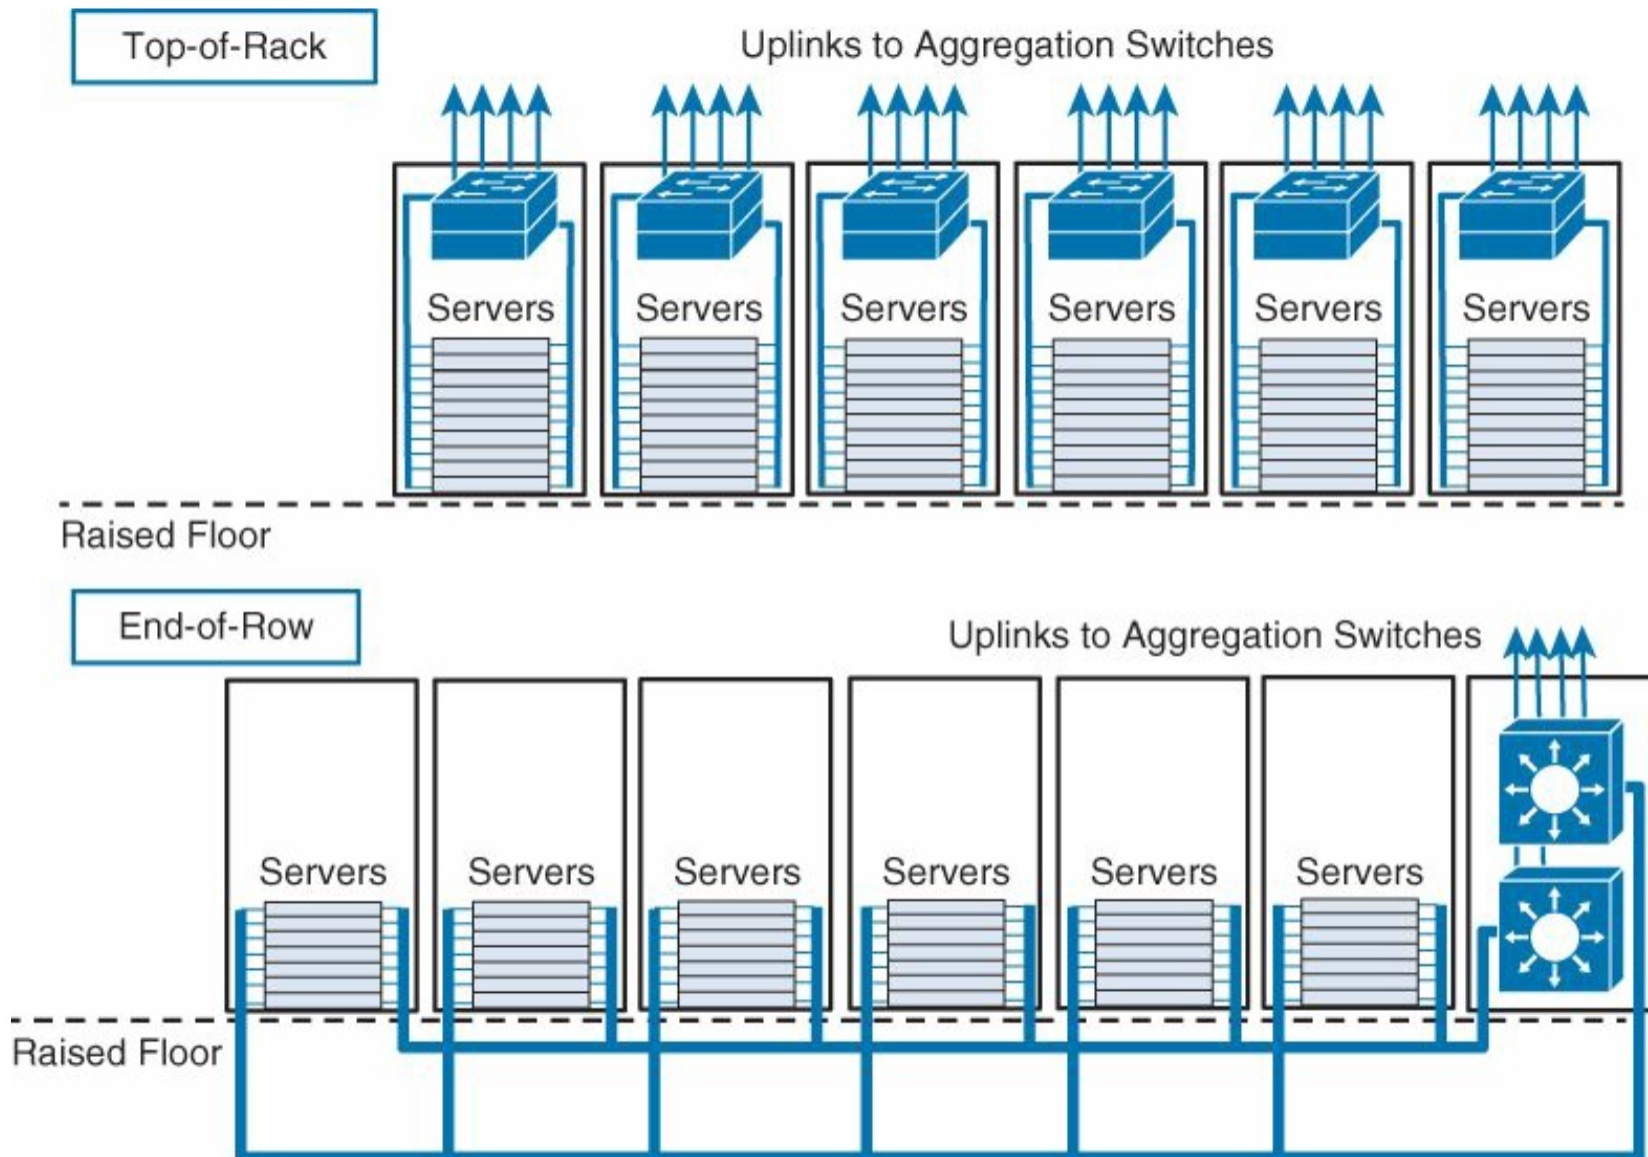 Top-of-Rack
Uplinks to Aggregation Switches
Servers
Servers
Servers
Servers
Servers
Servers
Raised Floor
End-of-Row
Uplinks to Aggregation Switches
Servers
Servers
Servers
Servers
Servers
Servers
Raised Floor